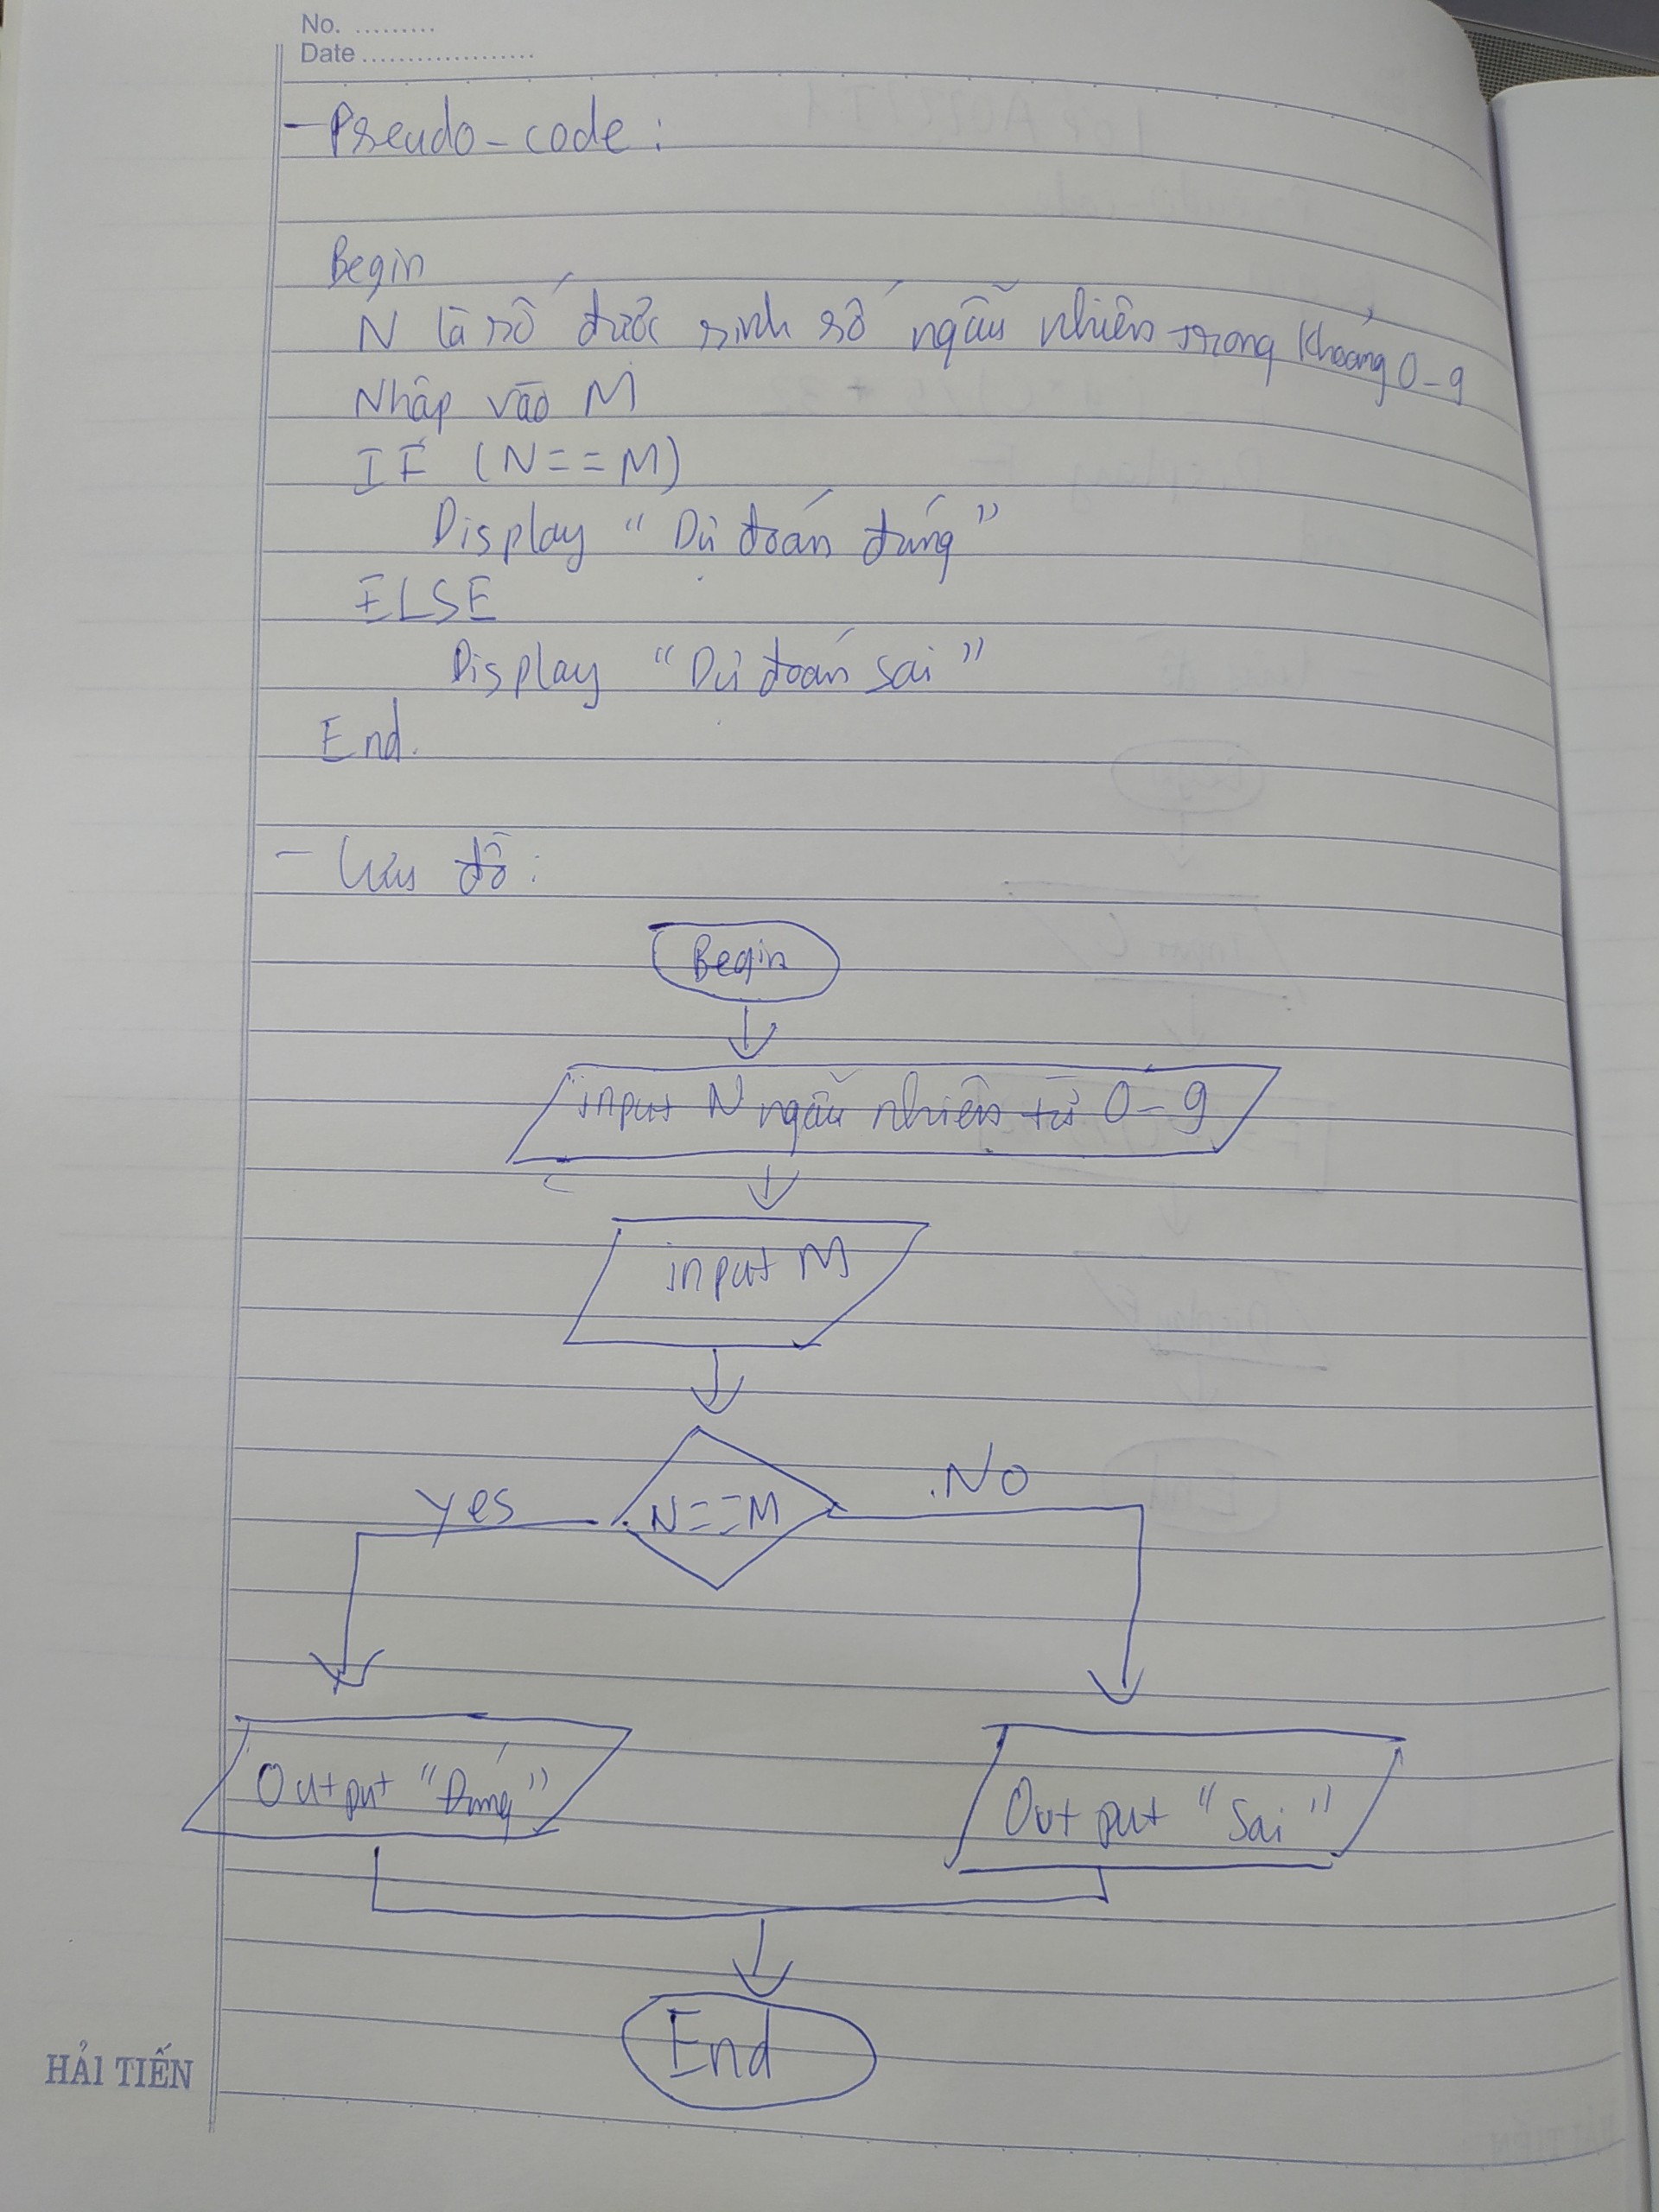 No. .........
Date...................
- Pseudo-code:
Begin
N là số được sinh số ngẫu nhiên trong khoảng 0-9
Nhập vào M
IF (N==M)
Display "Dự đoán đúng"
ELSE
Display "Dự đoán sai"
End.
- Lưu đồ:
Begin
input N ngẫu nhiên từ 0-9
input M
N==M
Yes
No
Output "Đúng"
Output "Sai"
End
HẢI TIẾN